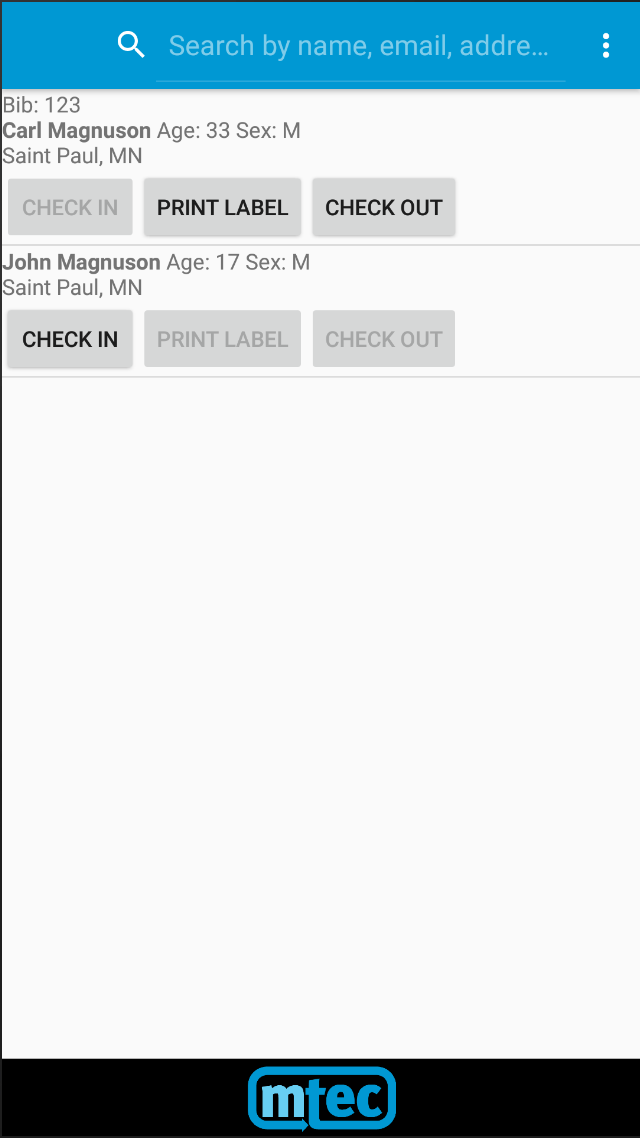 Search by name, email, addre...
Bib: 123
Carl Magnuson Age: 33 Sex: M
Saint Paul, MN
CHECK IN PRINT LABEL CHECK OUT
John Magnuson Age: 17 Sex: M
Saint Paul, MN
CHECK IN PRINT LABEL CHECK OUT
mtec